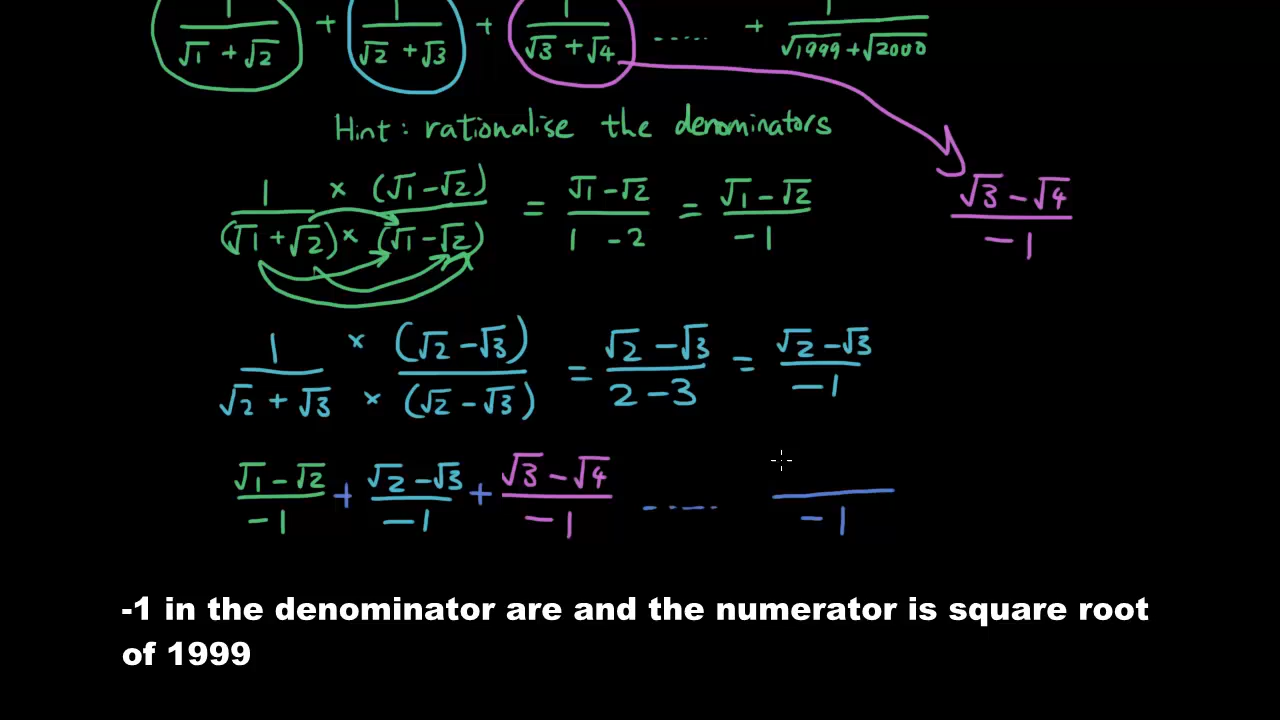 1/(√1 + √2) + 1/(√2 + √3) + 1/(√3 + √4) ...... + 1/(√1999 + √2000)
Hint: rationalise the denominators
1/(√1 + √2) × (√1 − √2)/(√1 − √2) = (√1 − √2)/(1 − 2) = (√1 − √2)/−1
(√3 − √4)/−1
1/(√2 + √3) × (√2 − √3)/(√2 − √3) = (√2 − √3)/(2 − 3) = (√2 − √3)/−1
(√1 − √2)/−1 + (√2 − √3)/−1 + (√3 − √4)/−1 ...... /−1
-1 in the denominator are and the numerator is square root
of 1999